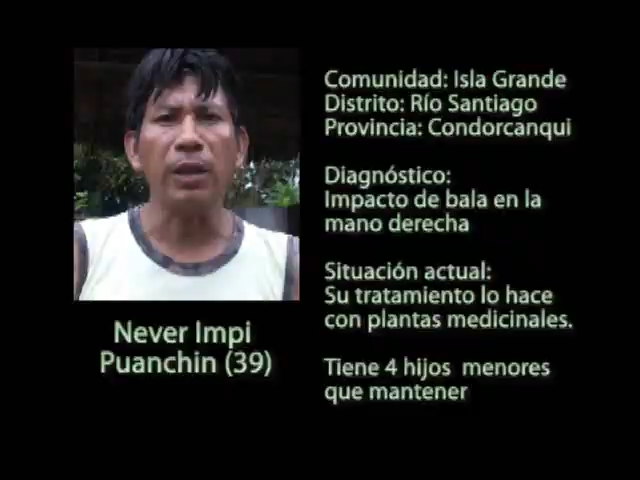 Comunidad: Isla Grande
Distrito: Río Santiago
Provincia: Condorcanqui
Diagnóstico:
Impacto de bala en la
mano derecha
Situación actual:
Su tratamiento lo hace
con plantas medicinales.
Tiene 4 hijos menores
que mantener
Never Impi
Puanchin (39)